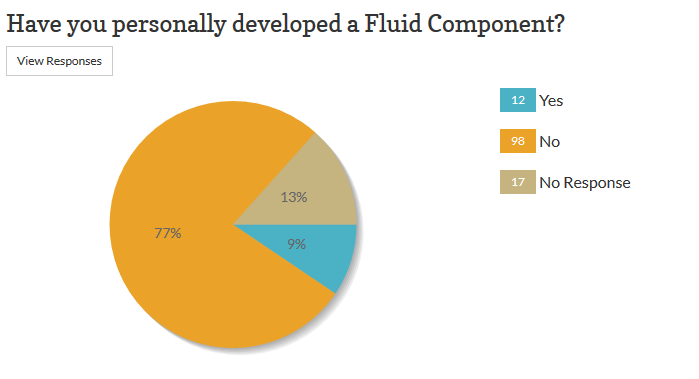 Have you personally developed a Fluid Component?
View Responses
12 Yes
98 No
17 No Response
13%
77%
9%